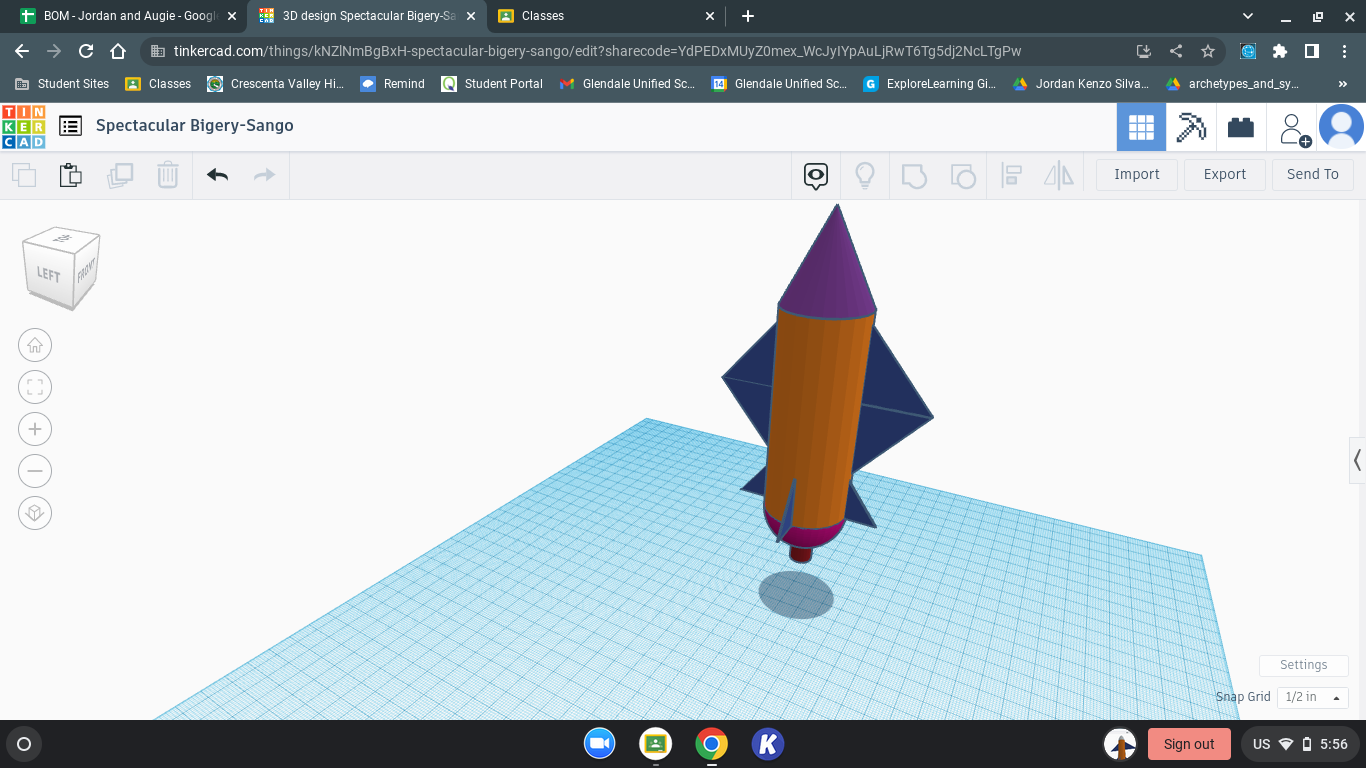 BOM - Jordan and Augie - Googl
3D design Spectacular Bigery-Sa
Classes
tinkercad.com/things/kNZlNmBgBxH-spectacular-bigery-sango/edit?sharecode=YdPEDxMUyZ0mex_WcJyIYpAuLjRwT6Tg5dj2NcLTgPw
Student Sites
Classes
Crescenta Valley Hi...
Remind
Student Portal
Glendale Unified Sc...
Glendale Unified Sc...
ExploreLearning Gi...
Jordan Kenzo Silva...
archetypes_and_sy...
TIN
KER
CAD
Spectacular Bigery-Sango
Import
Export
Send To
LEFT
FRONT
Settings
Snap Grid
1/2 in
Sign out
US
5:56